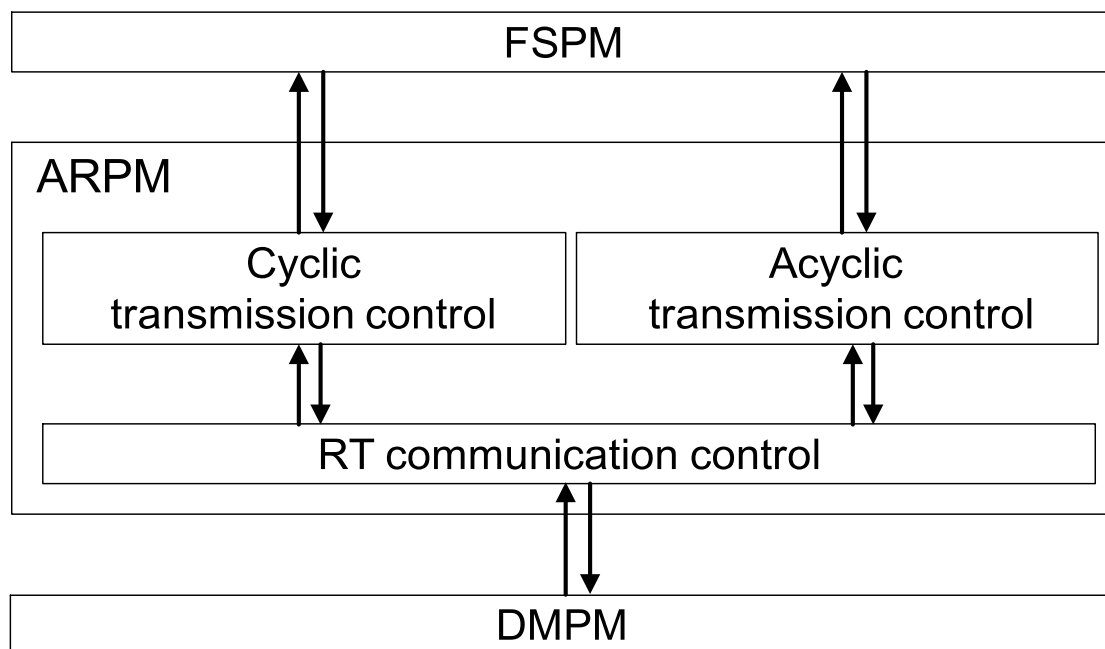 FSPM
ARPM
Cyclic
transmission control
Acyclic
transmission control
RT communication control
DMPM